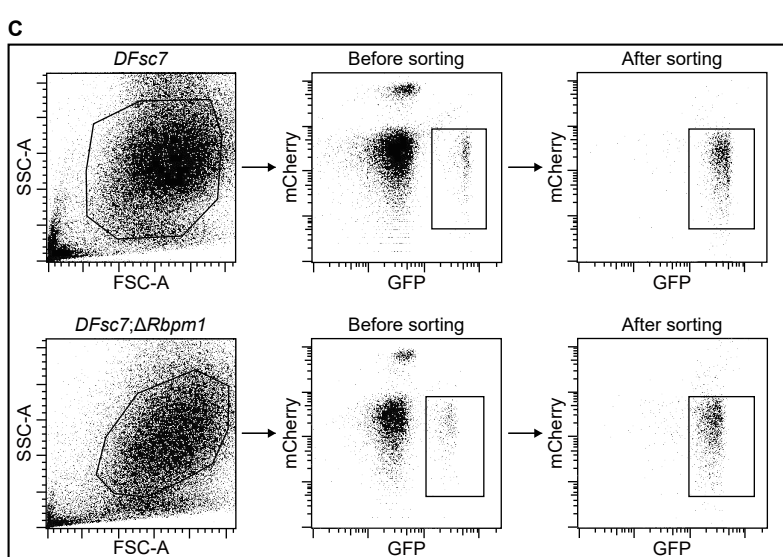 C
DFsc7
Before sorting
After sorting
SSC-A
mCherry
mCherry
FSC-A
GFP
GFP
DFsc7;ΔRbpm1
Before sorting
After sorting
SSC-A
mCherry
mCherry
FSC-A
GFP
GFP